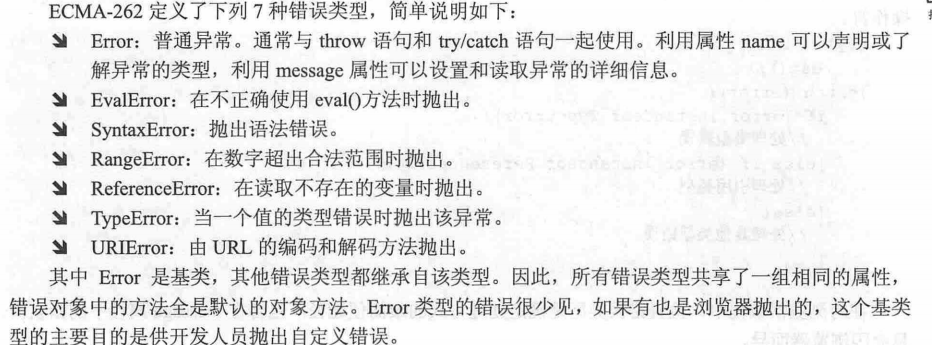 ECMA-262 定义了下列 7 种错误类型，简单说明如下：
Error：普通异常。通常与 throw 语句和 try/catch 语句一起使用。利用属性 name 可以声明或了
解异常的类型，利用 message 属性可以设置和读取异常的详细信息。
EvalError：在不正确使用 eval()方法时抛出。
SyntaxError：抛出语法错误。
RangeError：在数字超出合法范围时抛出。
ReferenceError：在读取不存在的变量时抛出。
TypeError：当一个值的类型错误时抛出该异常。
URIError：由 URL 的编码和解码方法抛出。
其中 Error 是基类，其他错误类型都继承自该类型。因此，所有错误类型共享了一组相同的属性，
错误对象中的方法全是默认的对象方法。Error 类型的错误很少见，如果有也是浏览器抛出的，这个基类
型的主要目的是供开发人员抛出自定义错误。